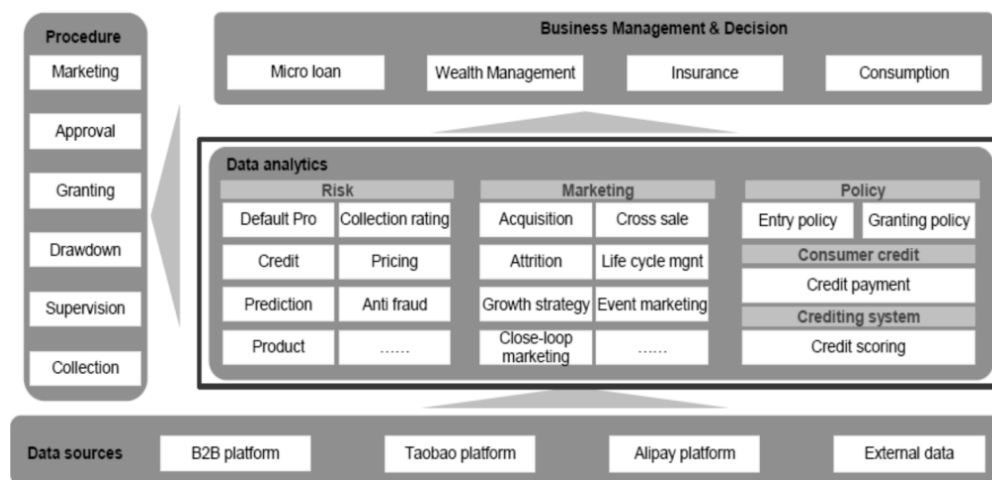 Procedure
Marketing
Approval
Granting
Drawdown
Supervision
Collection
Business Management & Decision
Micro loan
Wealth Management
Insurance
Consumption
Data analytics
Risk
Default Pro
Collection rating
Credit
Pricing
Prediction
Anti fraud
Product
......
Marketing
Acquisition
Cross sale
Attrition
Life cycle mgnt
Growth strategy
Event marketing
Close-loop
marketing
......
Policy
Entry policy
Granting policy
Consumer credit
Credit payment
Crediting system
Credit scoring
Data sources
B2B platform
Taobao platform
Alipay platform
External data